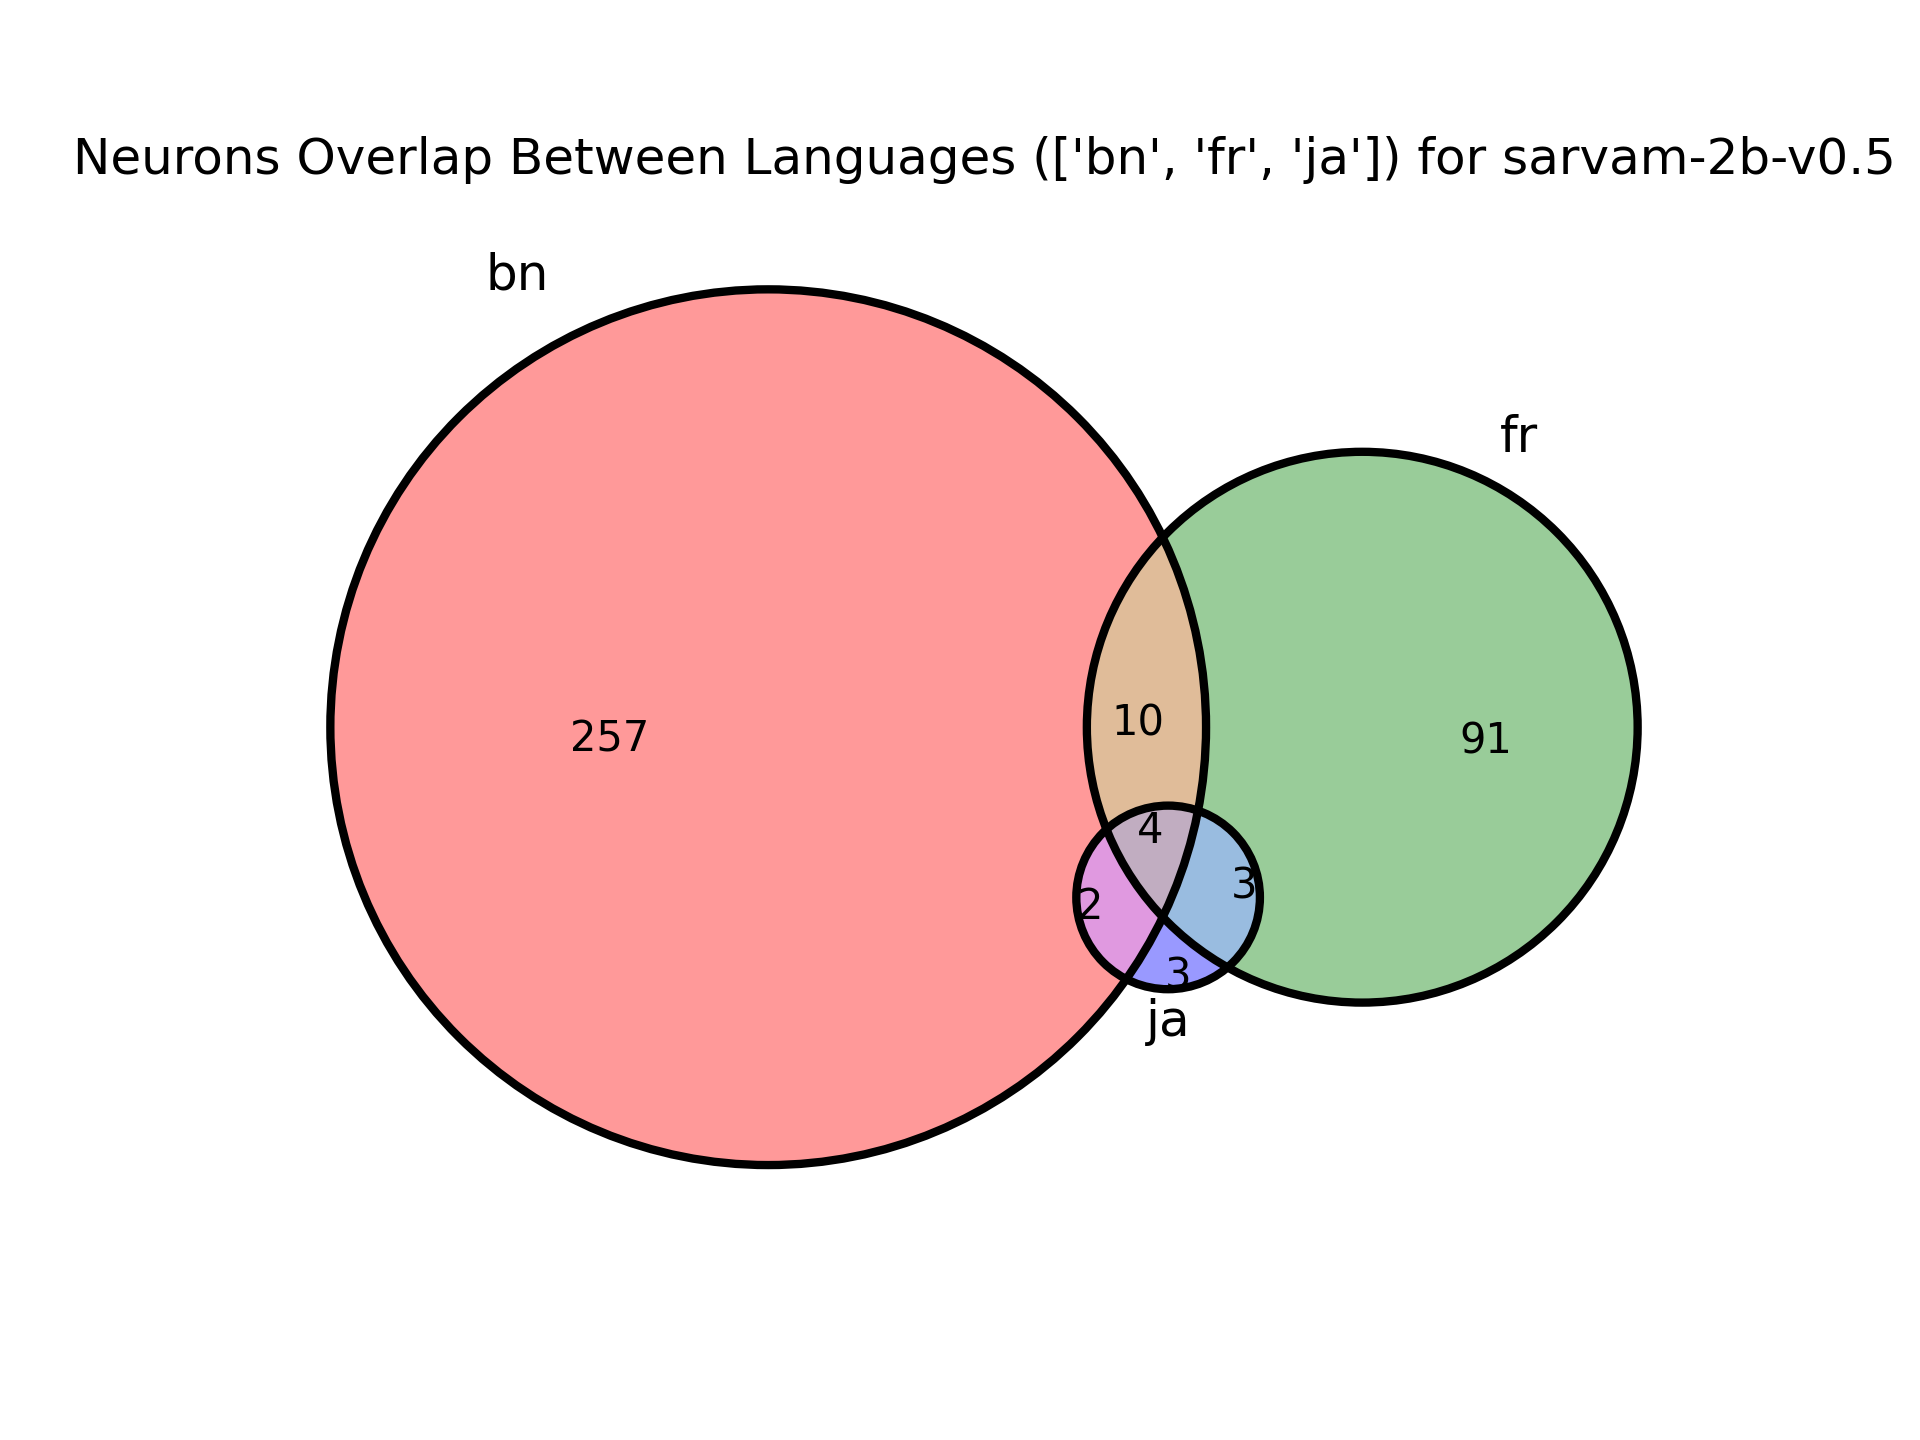 Neurons Overlap Between Languages (['bn', 'fr', 'ja']) for sarvam-2b-v0.5
bn
fr
257
10
91
4
3
2
3
ja